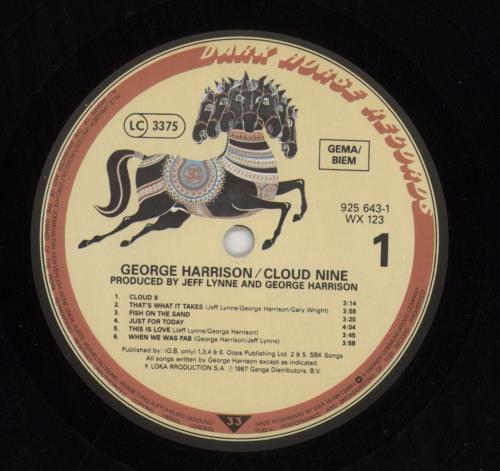 DARK HORSE RECORDS
LC 3375
GEMA/
BIEM
925 643-1
WX 123
1
GEORGE HARRISON / CLOUD NINE
PRODUCED BY JEFF LYNNE AND GEORGE HARRISON
1. CLOUD 9 3:14
2. THAT'S WHAT IT TAKES (Jeff Lynne/George Harrison/Gary Wright) 3:58
3. FISH ON THE SAND 3:20
4. JUST FOR TODAY 4:04
5. THIS IS LOVE (Jeff Lynne/George Harrison) 3:45
6. WHEN WE WAS FAB (George Harrison/Jeff Lynne) 3:58
Published by: (G.B. only) 1,3,4 & 6. Oops Publishing Ltd. 2 & 5. SBK Songs
All songs written by George Harrison except as indicated.
* LOKA RRODUCTION S.A. ℗ 1987 Ganga Distributors. B.V.
33
MADE IN GERMANY BY